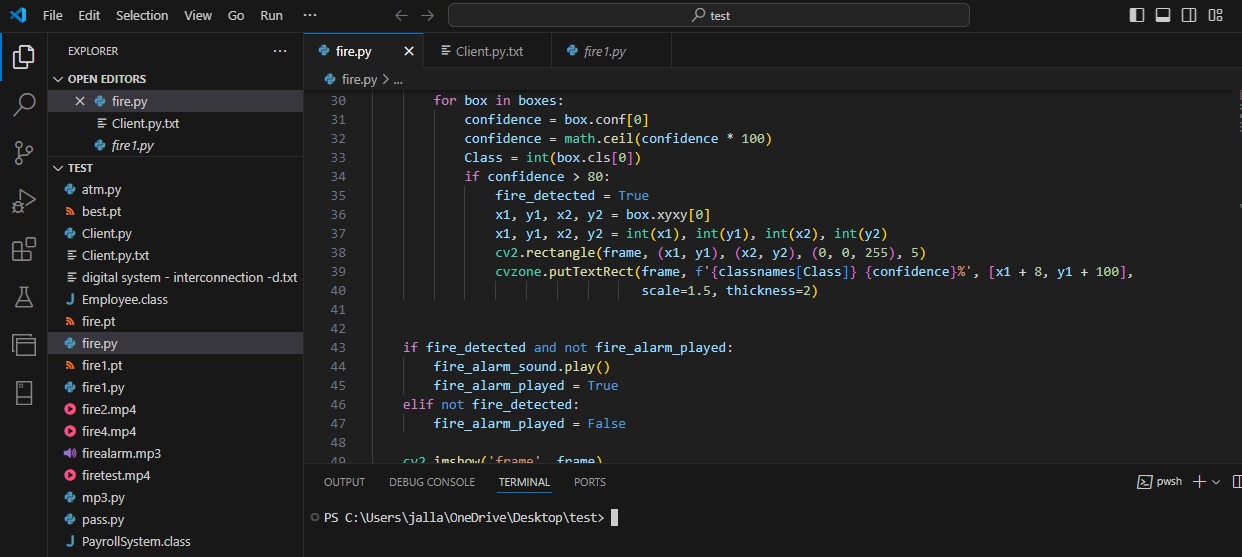 File Edit Selection View Go Run ··· test
EXPLORER ···
OPEN EDITORS
fire.py
Client.py.txt
fire1.py
TEST
atm.py
best.pt
Client.py
Client.py.txt
digital system - interconnection -d.txt
Employee.class
fire.pt
fire.py
fire1.pt
fire1.py
fire2.mp4
fire4.mp4
firealarm.mp3
firetest.mp4
mp3.py
pass.py
PayrollSystem.class
fire.py Client.py.txt fire1.py
fire.py > ...
30 for box in boxes:
31 confidence = box.conf[0]
32 confidence = math.ceil(confidence * 100)
33 Class = int(box.cls[0])
34 if confidence > 80:
35 fire_detected = True
36 x1, y1, x2, y2 = box.xyxy[0]
37 x1, y1, x2, y2 = int(x1), int(y1), int(x2), int(y2)
38 cv2.rectangle(frame, (x1, y1), (x2, y2), (0, 0, 255), 5)
39 cvzone.putTextRect(frame, f'{classnames[Class]} {confidence}%', [x1 + 8, y1 + 100],
40 scale=1.5, thickness=2)
41
42
43 if fire_detected and not fire_alarm_played:
44 fire_alarm_sound.play()
45 fire_alarm_played = True
46 elif not fire_detected:
47 fire_alarm_played = False
48
49 cv2.imshow('frame', frame)
OUTPUT DEBUG CONSOLE TERMINAL PORTS pwsh
PS C:\Users\jalla\OneDrive\Desktop\test>